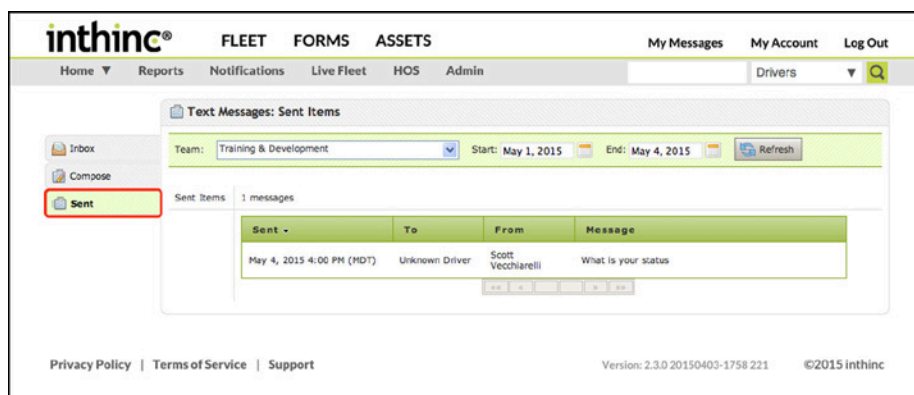 inthinc®
FLEET FORMS ASSETS
My Messages My Account Log Out
Home ▼ Reports Notifications Live Fleet HOS Admin
Drivers ▼
Text Messages: Sent Items
Inbox
Compose
Sent
Team: Training & Development Start: May 1, 2015 End: May 4, 2015 Refresh
Sent Items 1 messages
Sent To From Message
May 4, 2015 4:00 PM (MDT) Unknown Driver Scott Vecchiarelli What is your status
Privacy Policy | Terms of Service | Support
Version: 2.3.0 20150403-1758 221 ©2015 inthinc